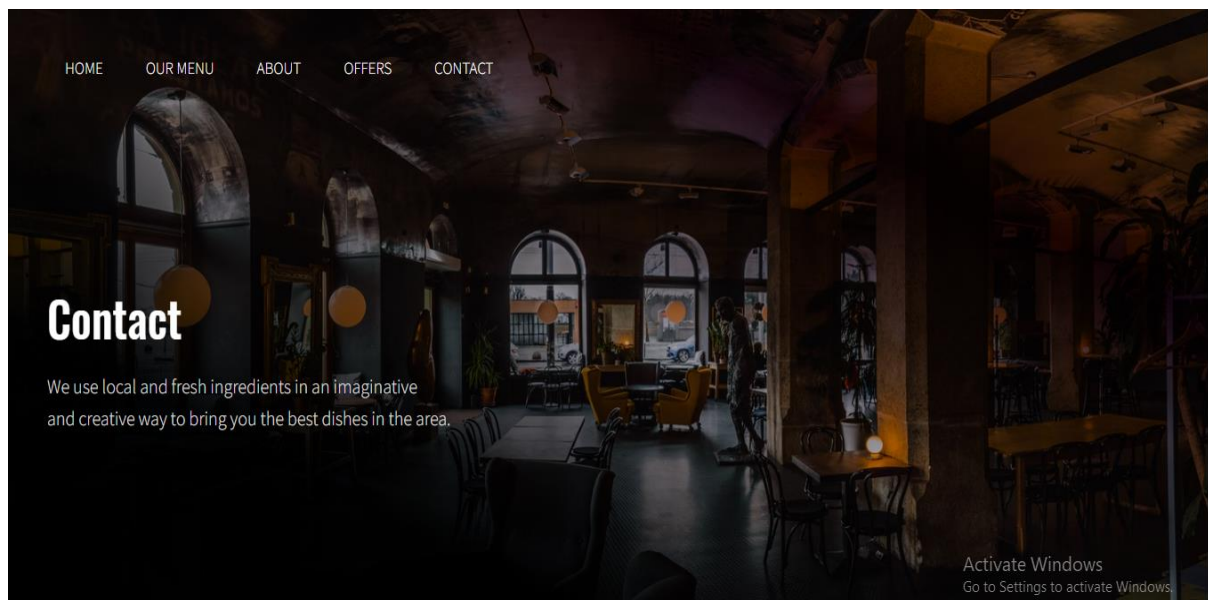 HOME OUR MENU ABOUT OFFERS CONTACT
Contact
We use local and fresh ingredients in an imaginative
and creative way to bring you the best dishes in the area.
Activate Windows
Go to Settings to activate Windows.